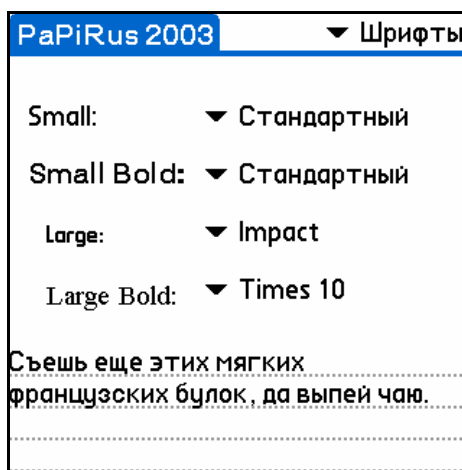 PaPiRus 2003 Шрифты
Small: Стандартный
Small Bold: Стандартный
Large: Impact
Large Bold: Times 10
Съешь еще этих мягких
французских булок, да выпей чаю.